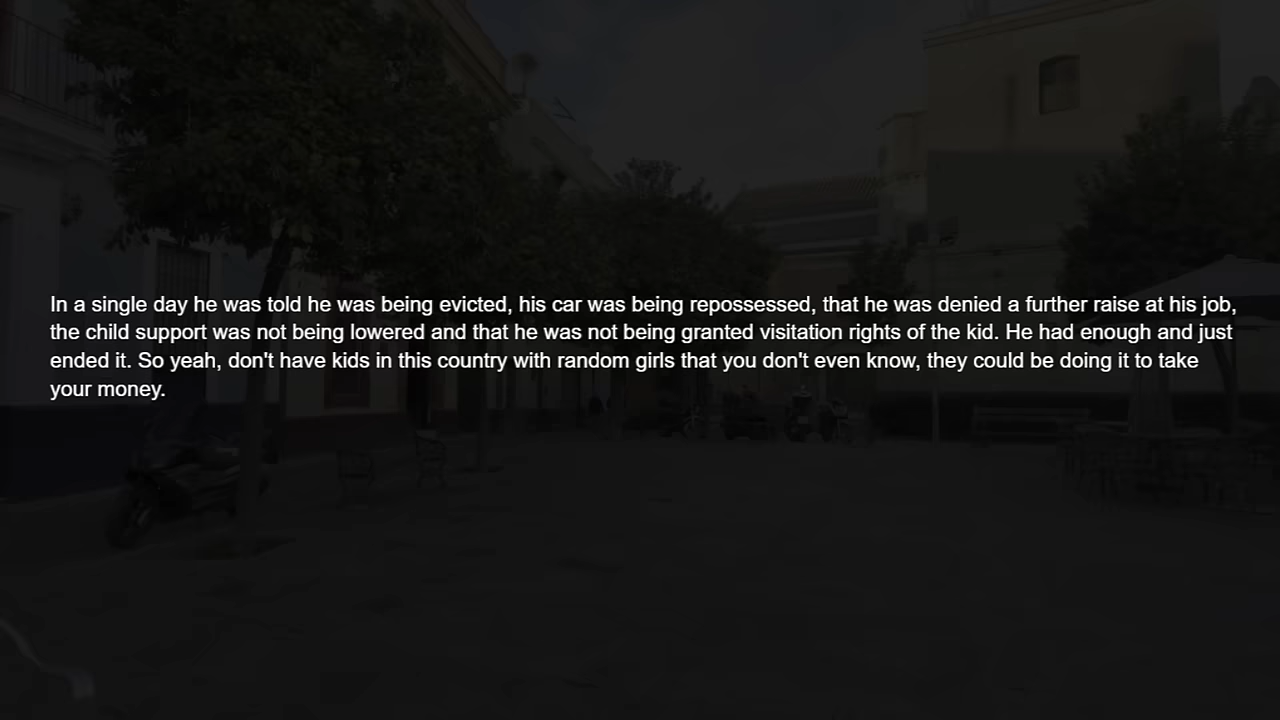 In a single day he was told he was being evicted, his car was being repossessed, that he was denied a further raise at his job,
the child support was not being lowered and that he was not being granted visitation rights of the kid. He had enough and just
ended it. So yeah, don't have kids in this country with random girls that you don't even know, they could be doing it to take
your money.